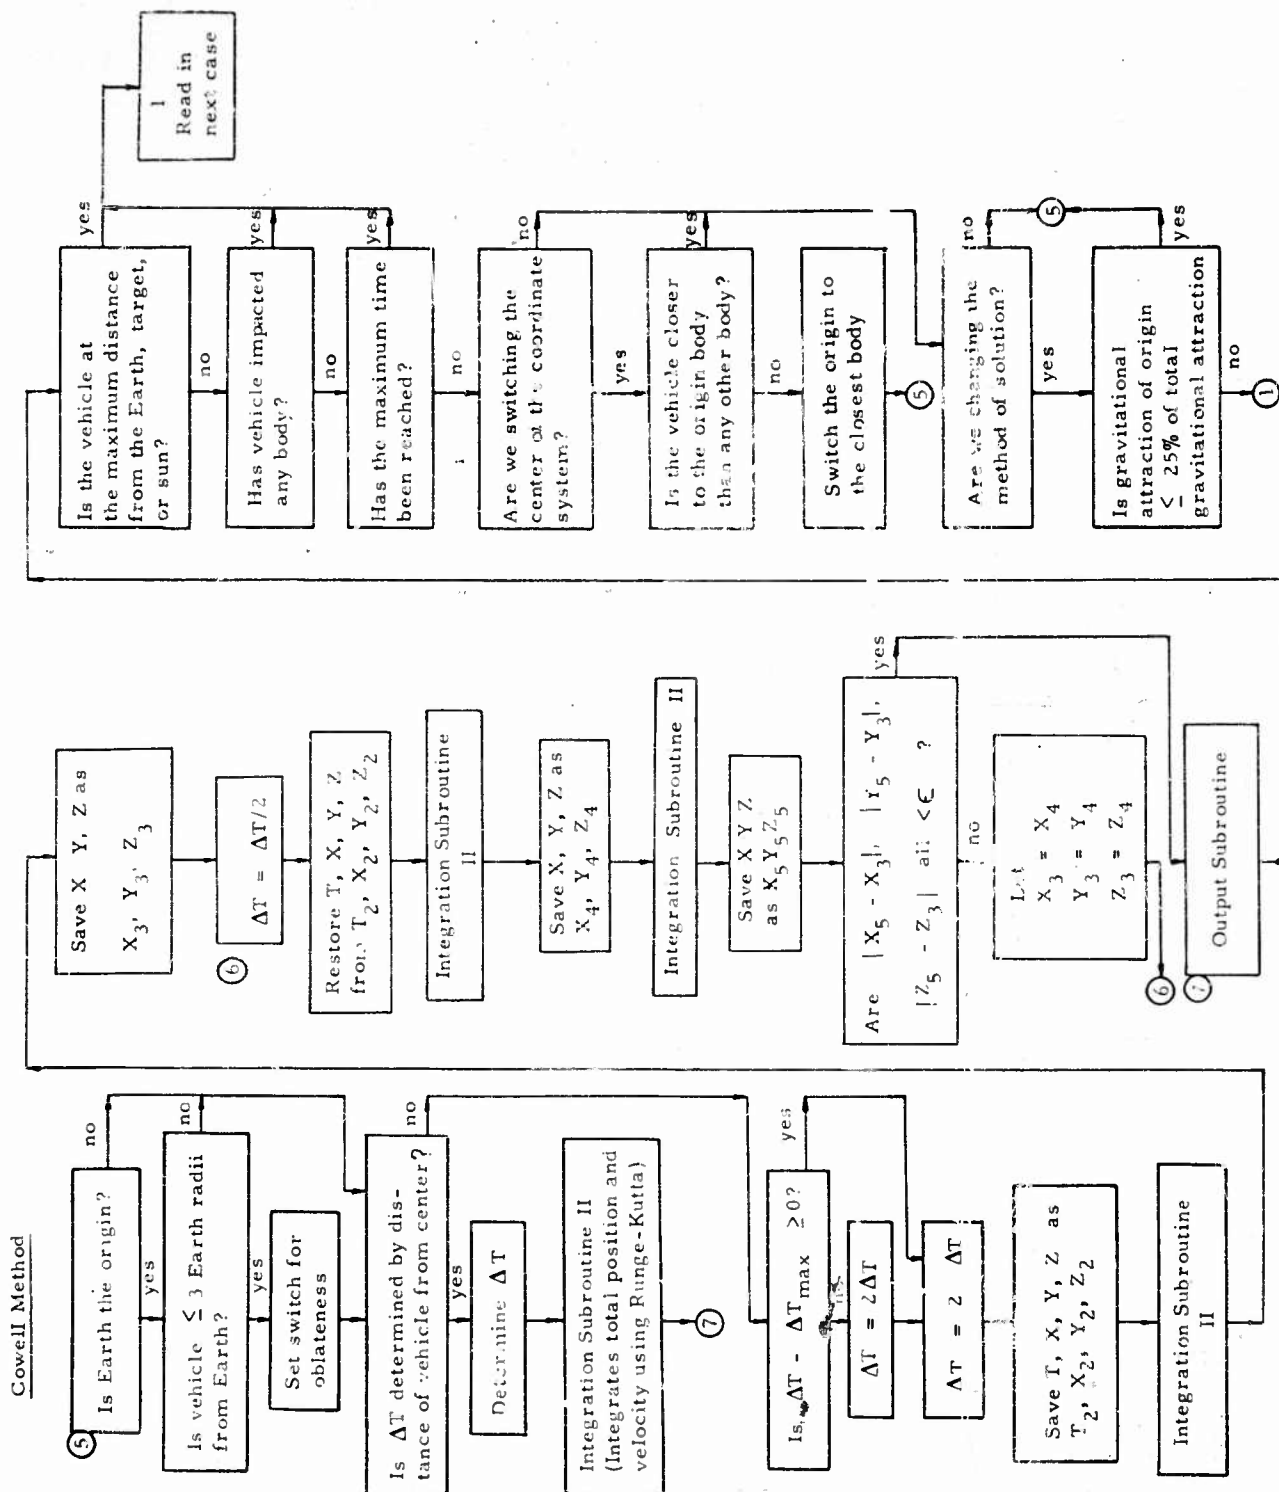 Cowell Method
5
Is Earth the origin?
no
yes
Is vehicle ≤ 3 Earth radii
from Earth?
no
yes
Set switch for
oblateness
Is ΔT determined by dis-
tance of vehicle from center?
no
yes
Determine ΔT
Integration Subroutine II
(Integrates total position and
velocity using Runge-Kutta)
7
Is ΔT - ΔT max ≥ 0?
yes
ΔT = 2ΔT
ΔT = 2 ΔT
Save T, X, Y, Z as
T2, X2, Y2, Z2
Integration Subroutine
II
Save X Y, Z as
X3, Y3, Z3
6
ΔT = ΔT/2
Restore T, X, Y, Z
from T2, X2, Y2, Z2
Integration Subroutine
II
Save X, Y, Z as
X4, Y4, Z4
Integration Subroutine II
Save X Y Z
as X5 Y5 Z5
Are |X5 - X3|, |Y5 - Y3|,
|Z5 - Z3| all <ϵ ?
yes
no
Let
X3 = X4
Y3 = Y4
Z3 = Z4
6
7
Output Subroutine
Is the vehicle at
the maximum distance
from the Earth, target,
or sun?
yes
1
Read in
next case
no
Has vehicle impacted
any body?
yes
no
Has the maximum time
been reached?
yes
no
Are we switching the
center of the coordinate
system?
no
yes
Is the vehicle closer
to the origin body
than any other body?
yes
no
Switch the origin to
the closest body
5
Are we changing the
method of solution?
no
5
yes
Is gravitational
attraction of origin
≤ 25% of total
gravitational attraction
yes
no
1